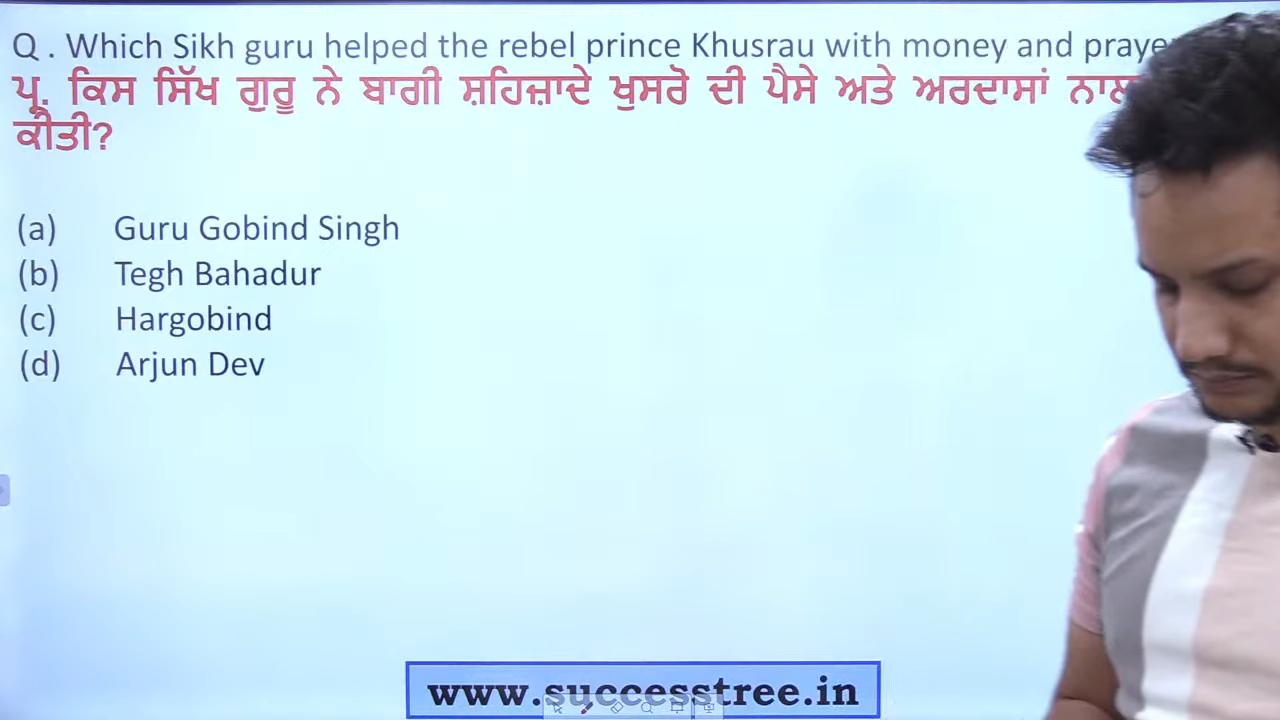 Q . Which Sikh guru helped the rebel prince Khusrau with money and
ਪ੍ਰ. ਕਿਸ ਸਿੱਖ ਗੁਰੂ ਨੇ ਬਾਗੀ ਸ਼ਹਿਜ਼ਾਦੇ ਖੁਸਰੋ ਦੀ ਪੈਸੇ ਅਤੇ ਅਰਦਾਸਾਂ
ਕੀਤੀ?
(a) Guru Gobind Singh
(b) Tegh Bahadur
(c) Hargobind
(d) Arjun Dev
www.successtree.in